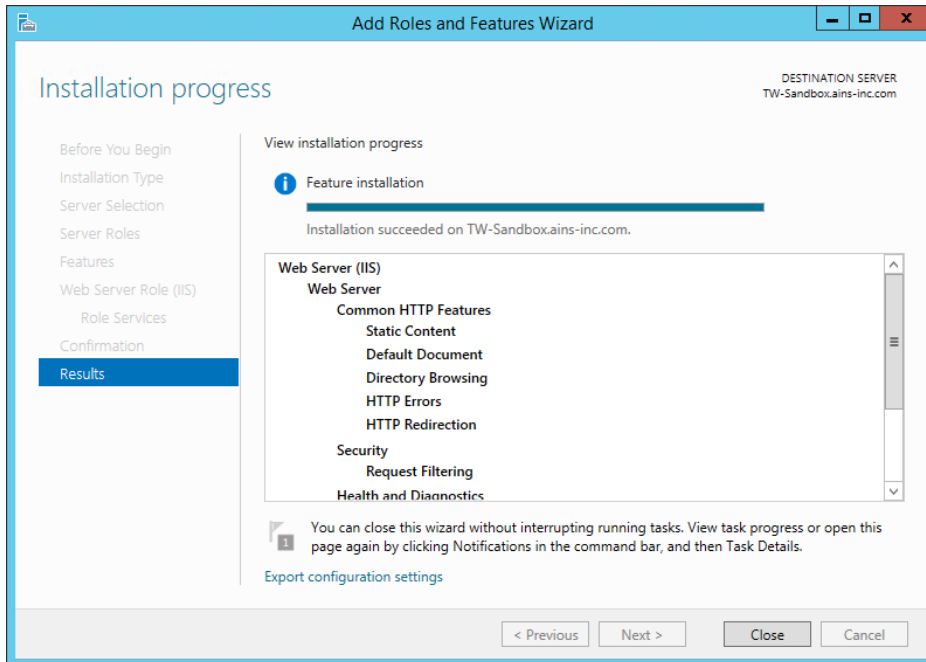 Add Roles and Features Wizard
Installation progress
DESTINATION SERVER
TW-Sandbox.ains-inc.com
Before You Begin
Installation Type
Server Selection
Server Roles
Features
Web Server Role (IIS)
Role Services
Confirmation
Results
View installation progress
Feature installation
Installation succeeded on TW-Sandbox.ains-inc.com.
Web Server (IIS)
Web Server
Common HTTP Features
Static Content
Default Document
Directory Browsing
HTTP Errors
HTTP Redirection
Security
Request Filtering
Health and Diagnostics
1
You can close this wizard without interrupting running tasks. View task progress or open this
page again by clicking Notifications in the command bar, and then Task Details.
Export configuration settings
< Previous
Next >
Close
Cancel